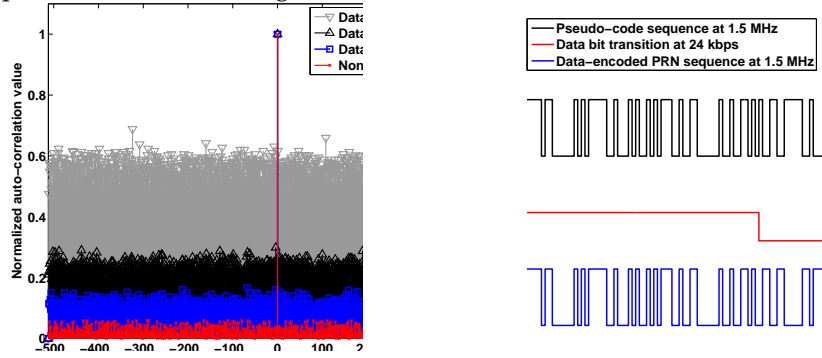 Data
Data
Data
Non
Normalized auto-correlation value
1
0.8
0.6
0.4
0.2
0
−500 −400 −300 −200 −100 0 100
Pseudo−code sequence at 1.5 MHz
Data bit transition at 24 kbps
Data−encoded PRN sequence at 1.5 MHz